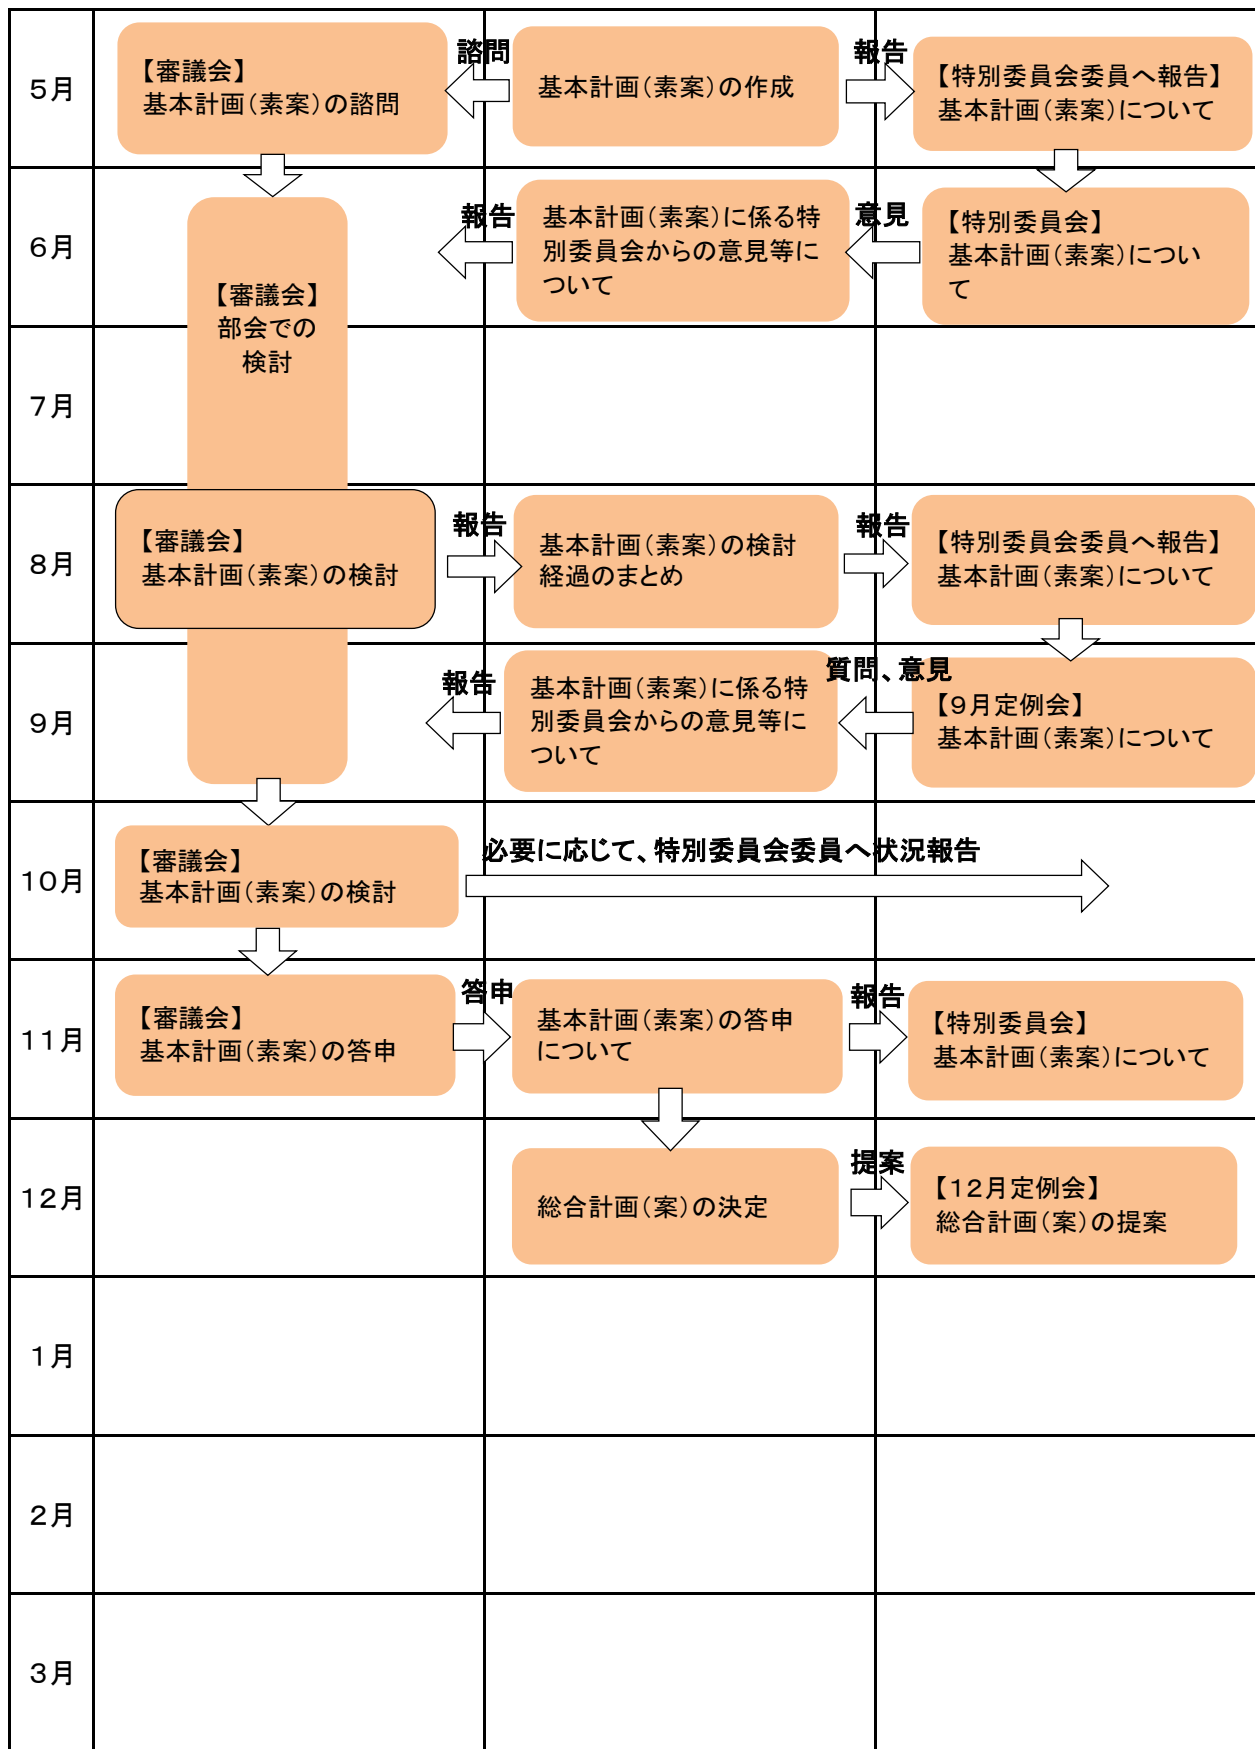 5月
諮問
報告
【審議会】
基本計画（素案）の諮問
基本計画（素案）の作成
【特別委員会委員へ報告】
基本計画（素案）について
6月
報告
意見
【審議会】
部会での
検討
基本計画（素案）に係る特
別委員会からの意見等に
ついて
【特別委員会】
基本計画（素案）につい
て
7月
8月
報告
報告
【審議会】
基本計画（素案）の検討
基本計画（素案）の検討
経過のまとめ
【特別委員会委員へ報告】
基本計画（素案）について
9月
報告
質問、意見
基本計画（素案）に係る特
別委員会からの意見等に
ついて
【9月定例会】
基本計画（素案）について
10月
【審議会】
基本計画（素案）の検討
必要に応じて、特別委員会委員へ状況報告
11月
答申
報告
【審議会】
基本計画（素案）の答申
基本計画（素案）の答申
について
【特別委員会】
基本計画（素案）について
12月
提案
総合計画（案）の決定
【12月定例会】
総合計画（案）の提案
1月
2月
3月